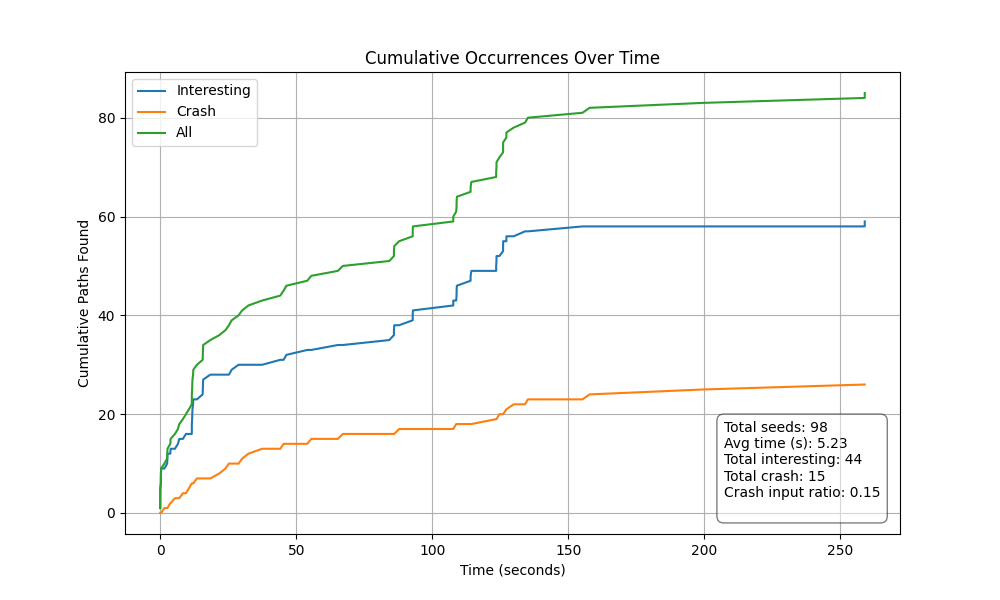 Cumulative Occurrences Over Time
Interesting
Crash
All
Cumulative Paths Found
80
60
40
20
0
Total seeds: 98
Avg time (s): 5.23
Total interesting: 44
Total crash: 15
Crash input ratio: 0.15
0 50 100 150 200 250
Time (seconds)